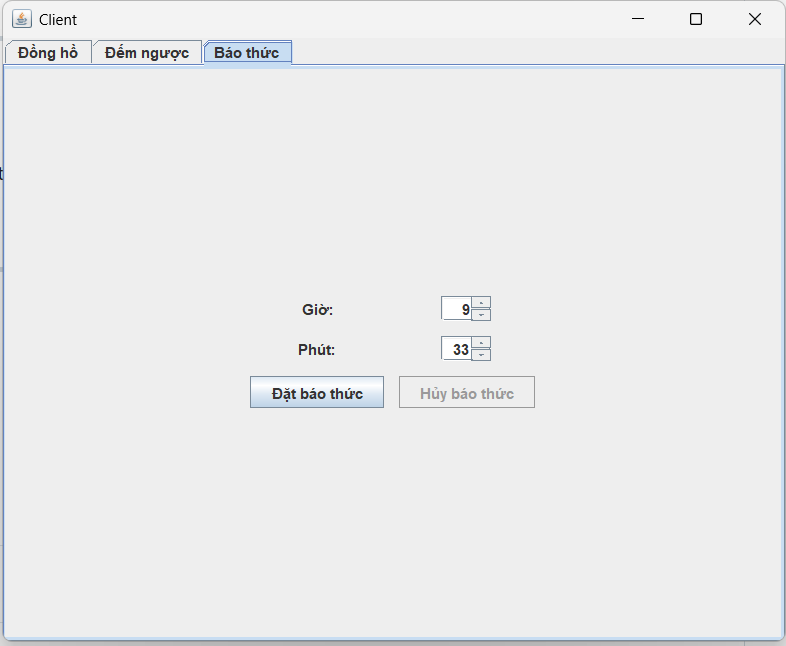 Client
Đồng hồ Đếm ngược Báo thức
Giờ: 9
Phút: 33
Đặt báo thức Hủy báo thức